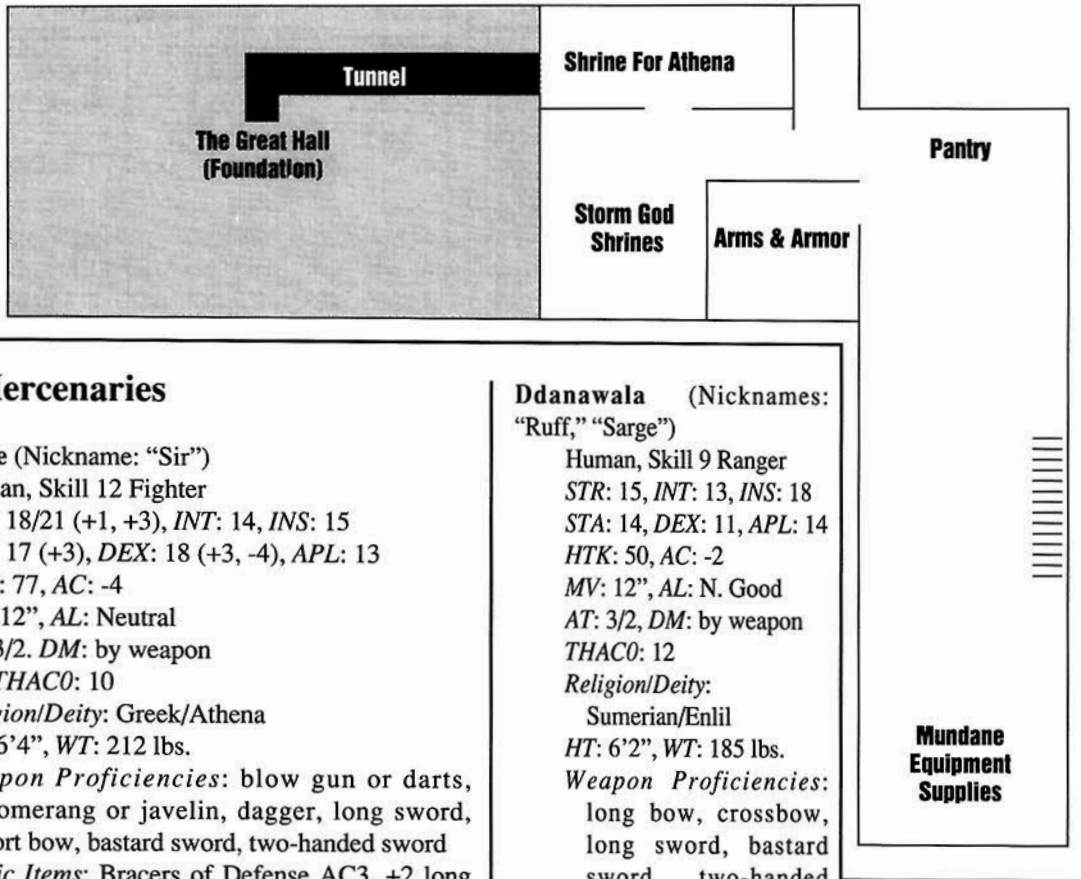 Tunnel
The Great Hall
(Foundation)
Shrine For Athena
Storm God
Shrines
Arms & Armor
Pantry
Mundane
Equipment
Supplies
Mercenaries
e (Nickname: “Sir”)
an, Skill 12 Fighter
18/21 (+1, +3), INT: 14, INS: 15
17 (+3), DEX: 18 (+3, -4), APL: 13
: 77, AC: -4
12”, AL: Neutral
3/2. DM: by weapon
THAC0: 10
gion/Deity: Greek/Athena
6’4”, WT: 212 lbs.
pon Proficiencies: blow gun or darts,
omerang or javelin, dagger, long sword,
ort bow, bastard sword, two-handed sword
ic Items: Bracers of Defense AC3, +2 long
Ddanawala (Nicknames:
“Ruff,” “Sarge”)
Human, Skill 9 Ranger
STR: 15, INT: 13, INS: 18
STA: 14, DEX: 11, APL: 14
HTK: 50, AC: -2
MV: 12”, AL: N. Good
AT: 3/2, DM: by weapon
THAC0: 12
Religion/Deity:
Sumerian/Enlil
HT: 6’2”, WT: 185 lbs.
Weapon Proficiencies:
long bow, crossbow,
long sword, bastard
sword, two-handed